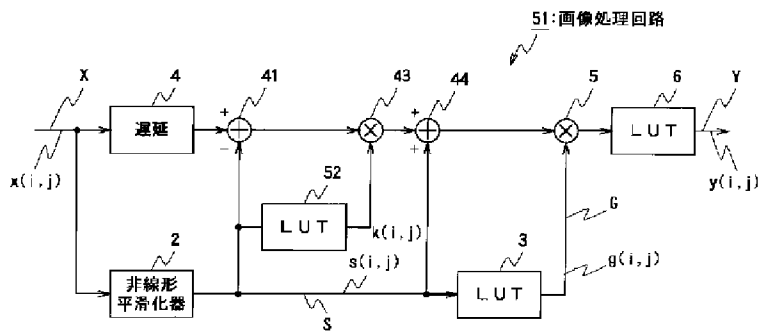 51:画像処理回路
X
4
41
43
44
5
6
Y
遅延
+
−
+
+
LUT
x(i,j)
y(i,j)
52
LUT
k(i,j)
G
2
s(i,j)
3
g(i,j)
非線形
平滑化器
S
LUT